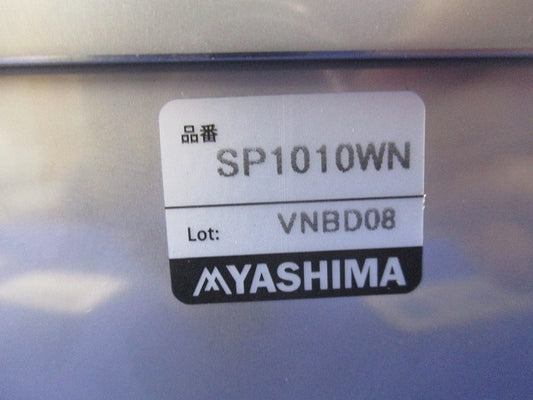 品番
SP1010WN
Lot: VNBD08
YASHIMA